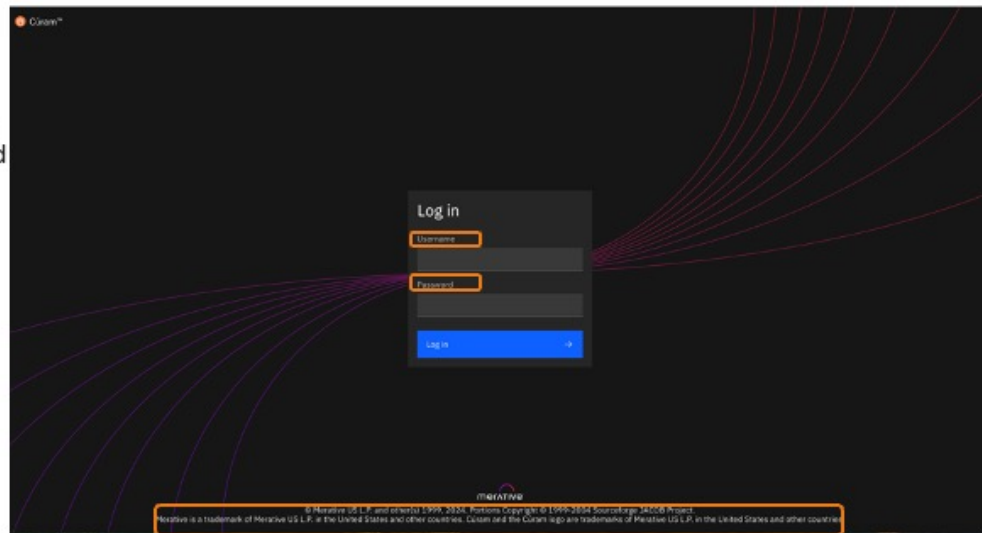 Cúram™
d
Log in
Username
Password
Log in
merative
© Merative US L.P. and other(s) 1999, 2024. Portions Copyright © 1999-2004 Sourceforge JACOB Project.
Merative is a trademark of Merative US L.P. in the United States and other countries. Cúram and the Cúram logo are trademarks of Merative US L.P. in the United States and other countries